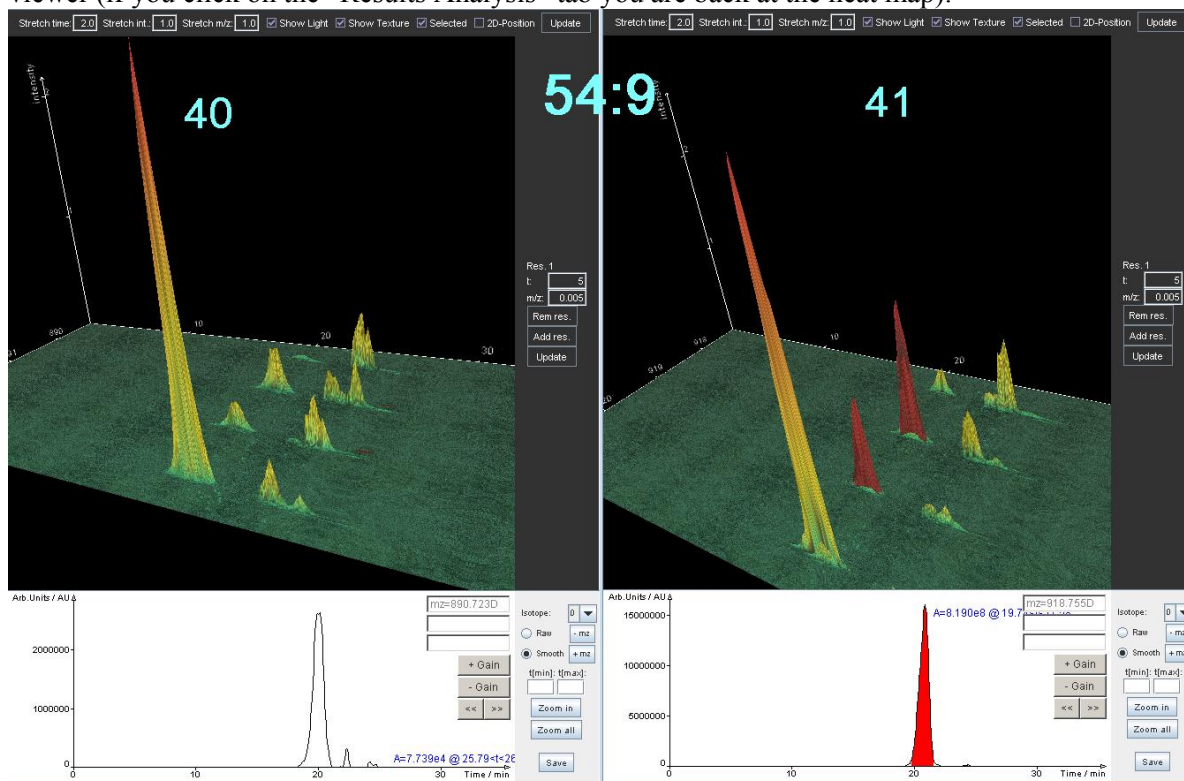 viewer (if you click on the "Results Analysis" tab you are back at the heat map):
Stretch time: 2.0 Stretch int.: 1.0 Stretch m/z: 1.0 Show Light Show Texture Selected 2D-Position Update
Stretch time: 2.0 Stretch int.: 1.0 Stretch m/z: 1.0 Show Light Show Texture Selected 2D-Position Update
40
54:9
41
intensity
890
10
20
30
Res. 1
t: 5
m/z: 0.005
Rem res.
Add res.
Update
intensity
2
1
918
919
10
20
Res. 1
t: 5
m/z: 0.005
Rem res.
Add res.
Update
Arb.Units / AU
2000000
1000000
0
0
10
20
30
Time / min
A=7.739e4 @ 25.79<t<26
mz=890.723D
+ Gain
- Gain
<< >>
Isotope: 0
Raw - mz
Smooth + mz
t[min]: t[max]:
Zoom in
Zoom all
Save
Arb.Units / AU
15000000
10000000
5000000
0
0
10
20
30
Time / min
A=8.190e8 @ 19.7
mz=918.755D
+ Gain
- Gain
<< >>
Isotope: 0
Raw - mz
Smooth + mz
t[min]: t[max]:
Zoom in
Zoom all
Save